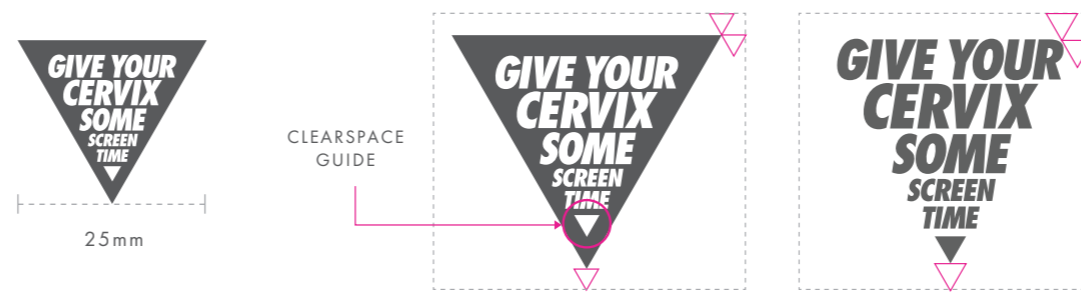 GIVE YOUR
CERVIX
SOME
SCREEN
TIME
25mm
CLEARSPACE
GUIDE
GIVE YOUR
CERVIX
SOME
SCREEN
TIME
GIVE YOUR
CERVIX
SOME
SCREEN
TIME